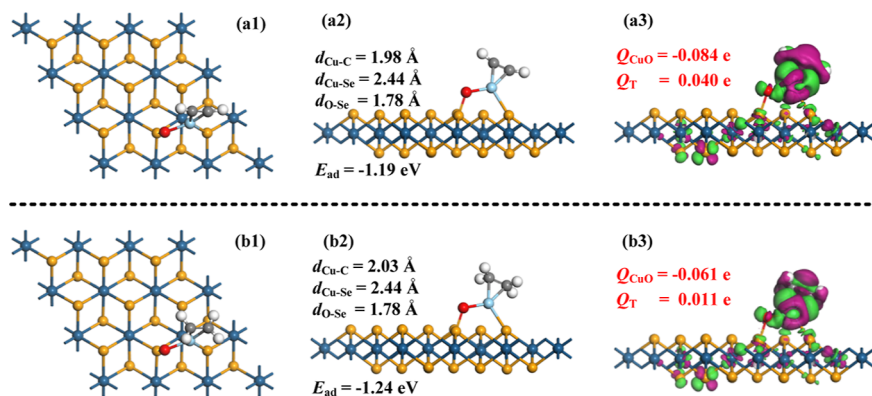 (a1)
(a2)
(a3)
dCu-C = 1.98 Å
dCu-Se = 2.44 Å
dO-Se = 1.78 Å
Ead = -1.19 eV
QCuO = -0.084 e
QT = 0.040 e
(b1)
(b2)
(b3)
dCu-C = 2.03 Å
dCu-Se = 2.44 Å
dO-Se = 1.78 Å
Ead = -1.24 eV
QCuO = -0.061 e
QT = 0.011 e